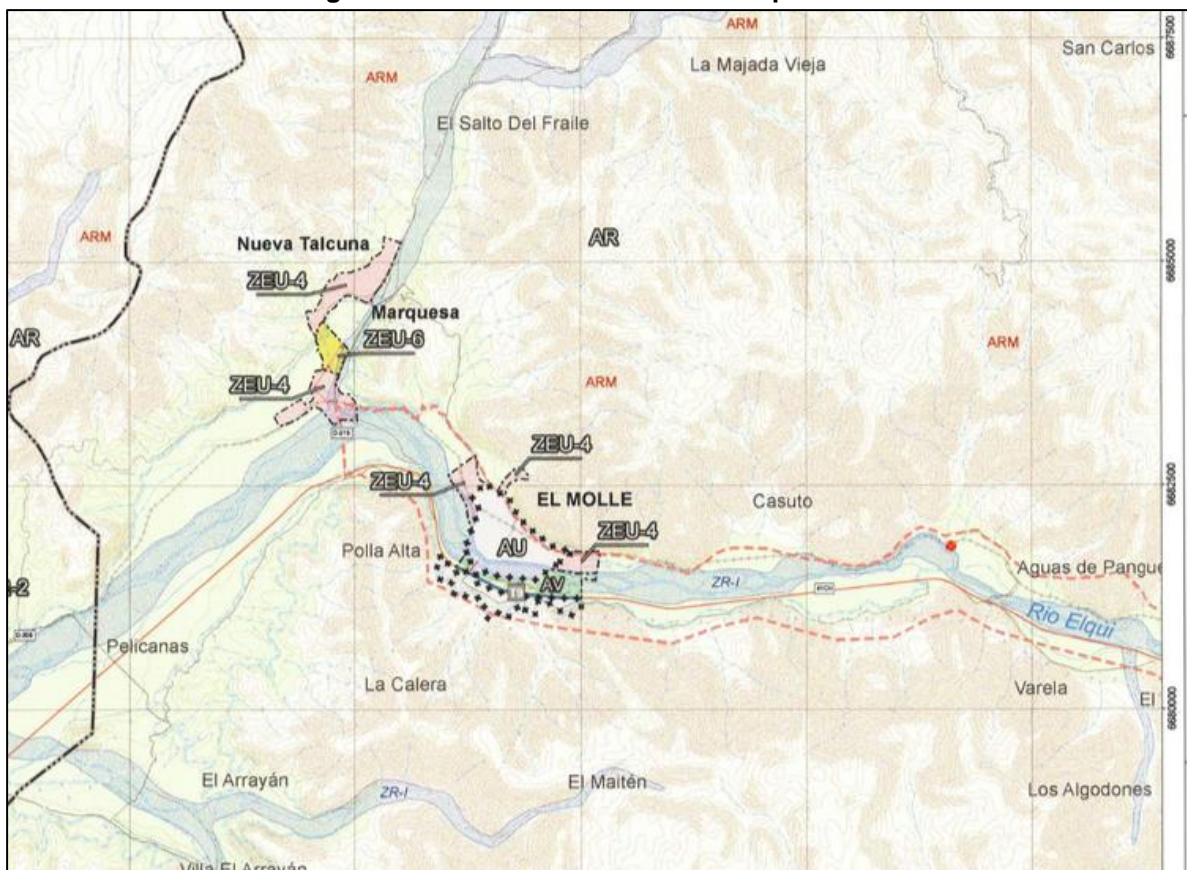 ARM
San Carlos
6687500
La Majada Vieja
ARM
El Salto Del Fraile
ARM
Nueva Talcuna
AR
6685000
ZEU-4
Marquesa
AR
ZEU-6
ARM
ZEU-4
ARM
ZEU-4
ZEU-4
EL MOLLE
6682500
Casuto
ZEU-4
Polla Alta
AU
AV
ZR-I
Aguas de Pangue
Rio Elqui
Pelicanas
La Calera
Varela
6680000
El
El Arrayán
ZR-I
El Maitén
Los Algodones
Villa El Arrayán